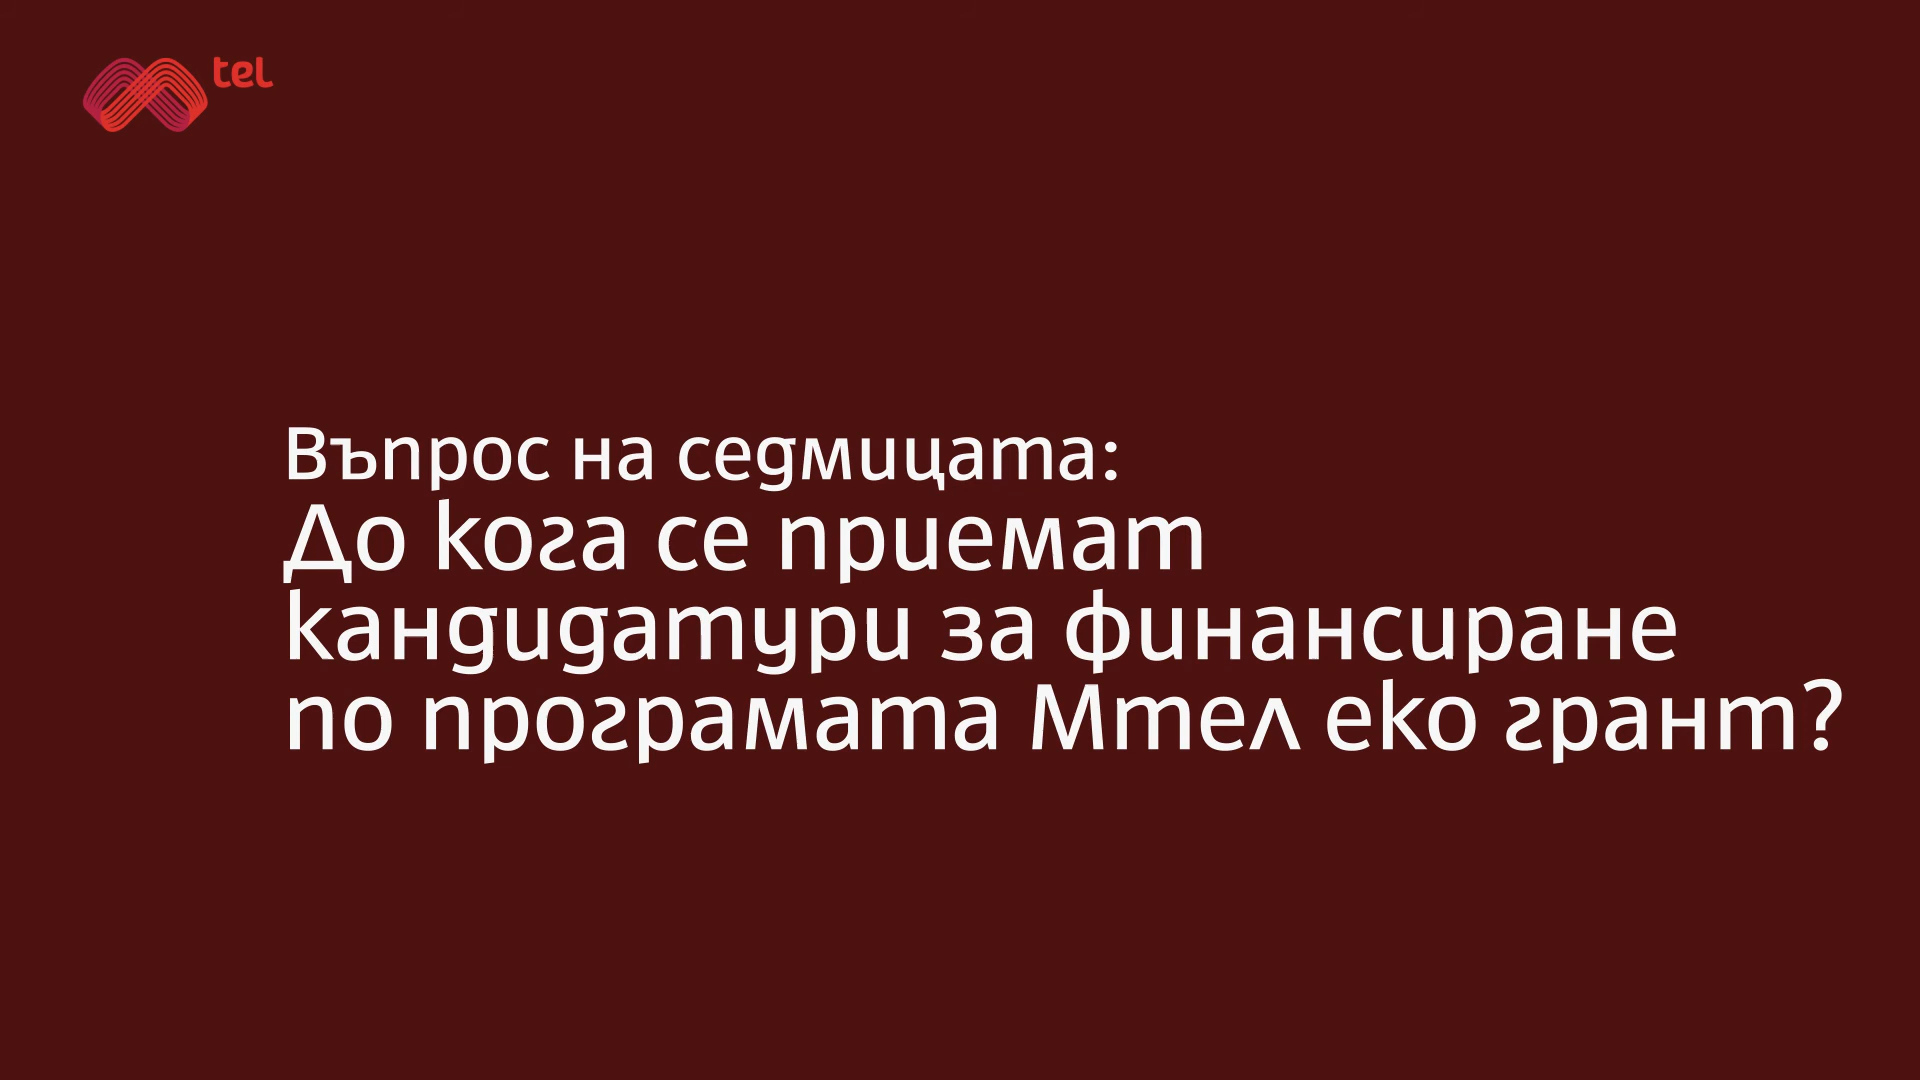 tel
Въпрос на седмицата:
До кога се приемат
кандидатури за финансиране
по програмата Мтел еко грант?